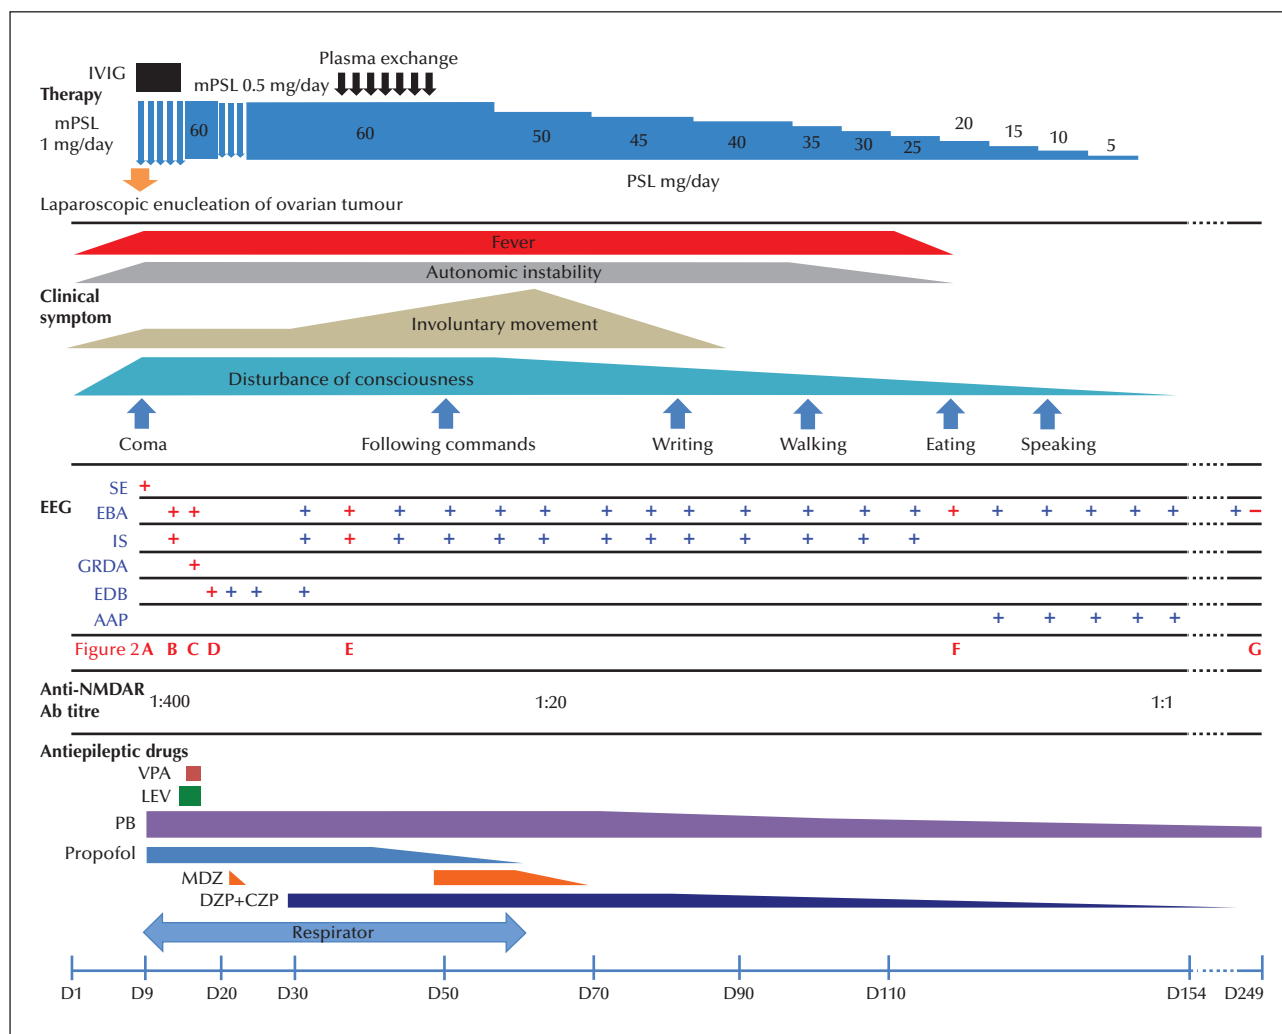 Plasma exchange
IVIG
mPSL 0.5 mg/day
Therapy
mPSL
1 mg/day
60
60
50
45
40
35
30
25
20
15
10
5
PSL mg/day
Laparoscopic enucleation of ovarian tumour
Fever
Autonomic instability
Clinical
symptom
Involuntary movement
Disturbance of consciousness
Coma
Following commands
Writing
Walking
Eating
Speaking
EEG
SE +
EBA + + + + + + + + + + + + + + + + + + + + + + −
IS + + + + + + + + + + + + + +
GRDA +
EDB + + + +
AAP + + + + +
Figure 2 A B C D E F G
Anti-NMDAR
Ab titre
1:400 1:20 1:1
Antiepileptic drugs
VPA
LEV
PB
Propofol
MDZ
DZP+CZP
Respirator
D1 D9 D20 D30 D50 D70 D90 D110 D154 D249